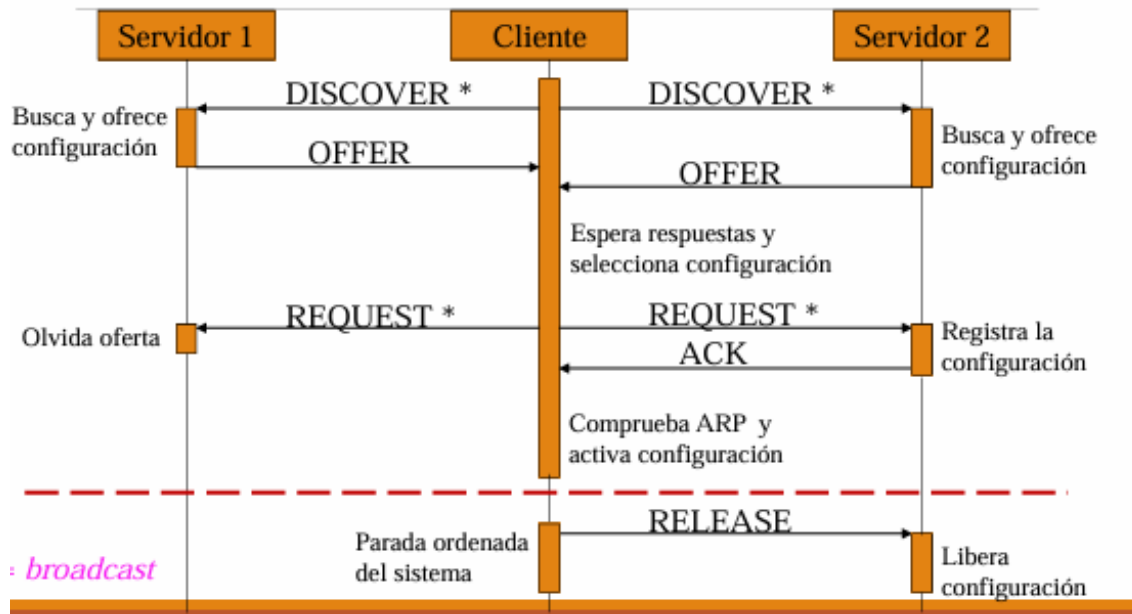 Servidor 1
Cliente
Servidor 2
DISCOVER *
DISCOVER *
Busca y ofrece
configuración
Busca y ofrece
configuración
OFFER
OFFER
Espera respuestas y
selecciona configuración
REQUEST *
REQUEST *
Olvida oferta
Registra la
configuración
ACK
Comprueba ARP y
activa configuración
RELEASE
Parada ordenada
del sistema
Libera
configuración
= broadcast